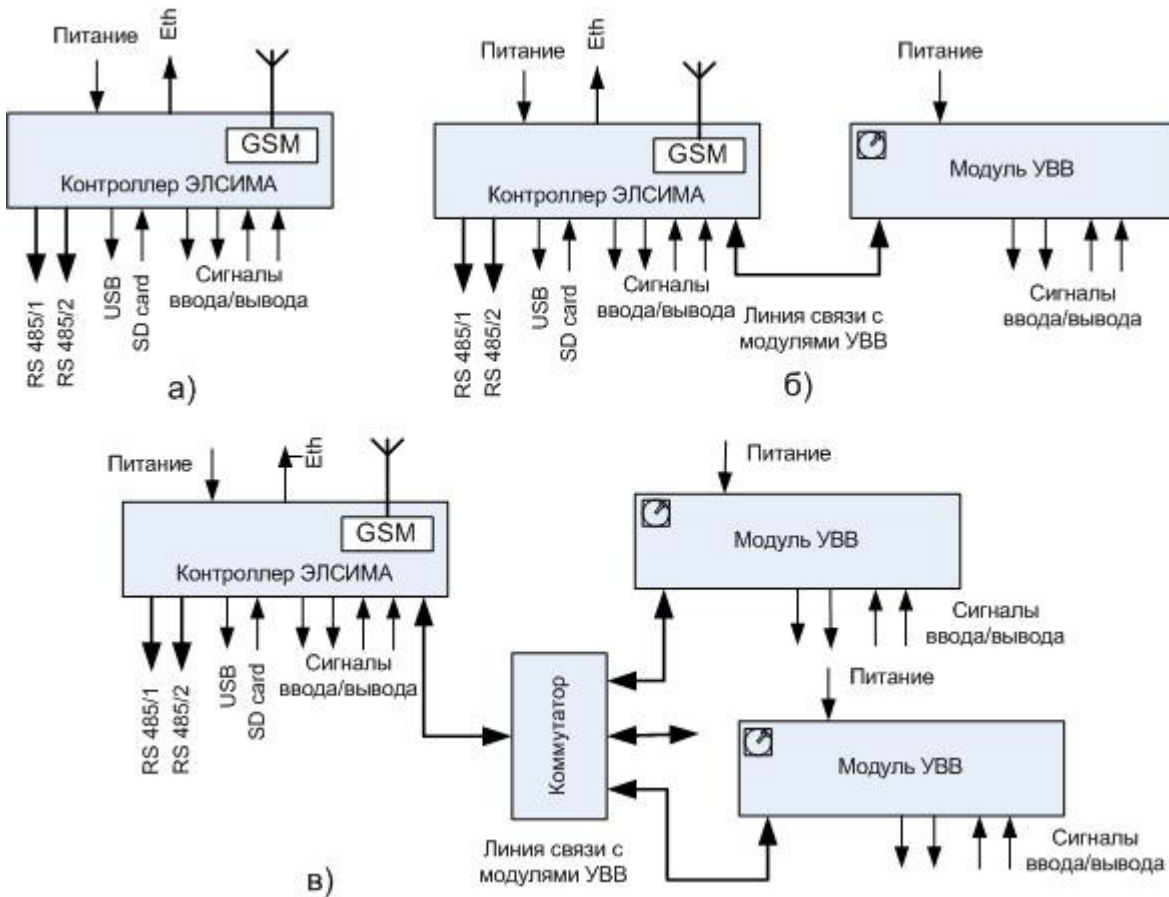 Питание
Eth
GSM
Контроллер ЭЛСИМА
RS 485/1
RS 485/2
USB
SD card
Сигналы
ввода/вывода
а)
Питание
Eth
GSM
Контроллер ЭЛСИМА
RS 485/1
RS 485/2
USB
SD card
Сигналы
ввода/вывода
Линия связи с
модулями УВВ
Питание
Модуль УВВ
Сигналы
ввода/вывода
б)
Питание
Eth
GSM
Контроллер ЭЛСИМА
RS 485/1
RS 485/2
USB
SD card
Сигналы
ввода/вывода
Коммутатор
Линия связи с
модулями УВВ
Питание
Модуль УВВ
Сигналы
ввода/вывода
Питание
Модуль УВВ
Сигналы
ввода/вывода
в)